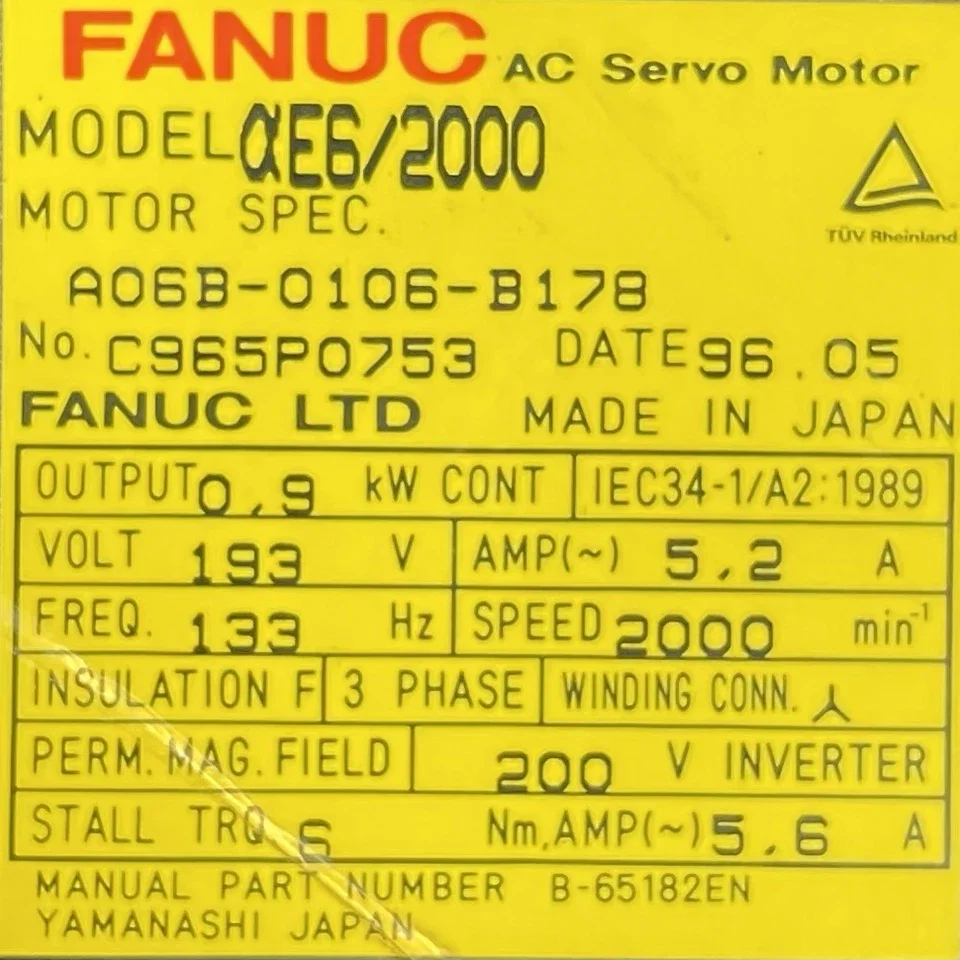 FANUC AC Servo Motor
MODEL αE6/2000
MOTOR SPEC.
TÜV Rheinland
A06B-0106-B178
No. C965P0753 DATE 96.05
FANUC LTD MADE IN JAPAN
OUTPUT 0.9 kW CONT IEC34-1/A2:1989
VOLT 193 V AMP(~) 5.2 A
FREQ. 133 Hz SPEED 2000 min⁻¹
INSULATION F 3 PHASE WINDING CONN.
PERM. MAG. FIELD 200 V INVERTER
STALL TRQ 6 Nm, AMP(~) 5.6 A
MANUAL PART NUMBER B-65182EN
YAMANASHI JAPAN